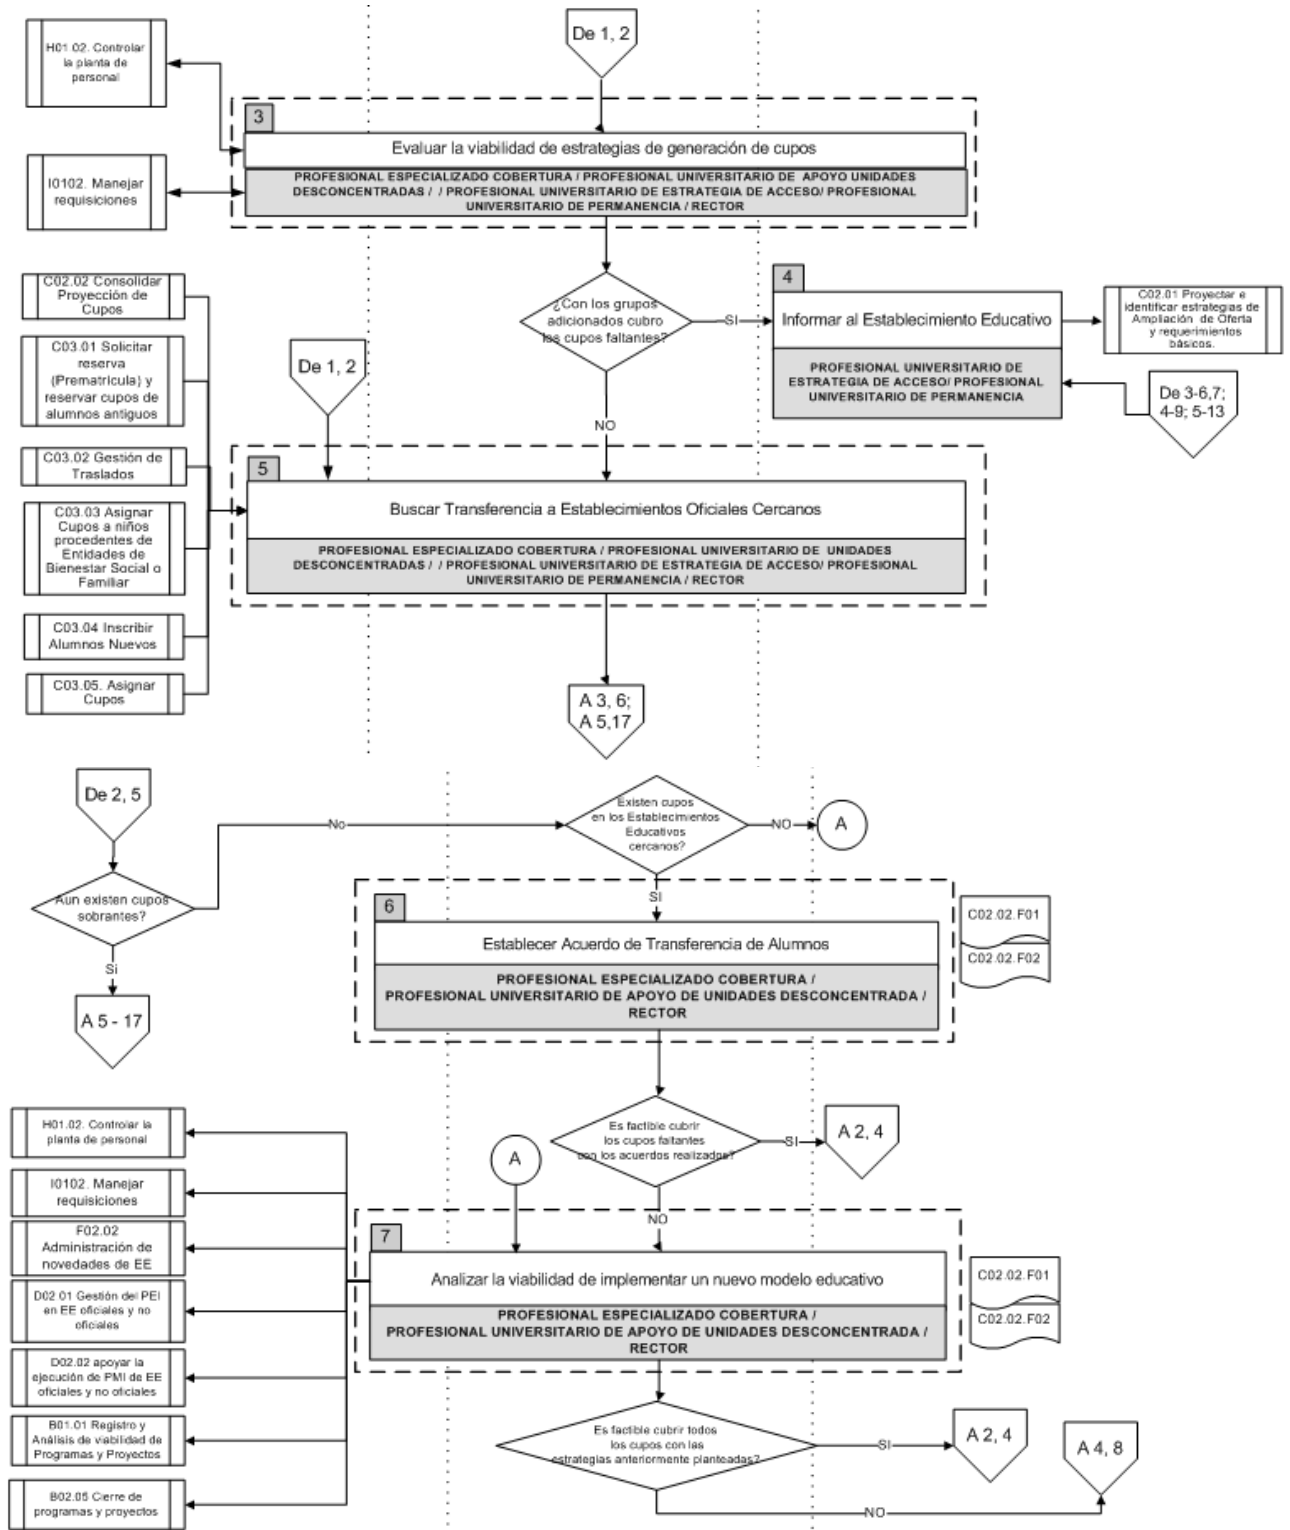 De 1, 2
H01.02. Controlar
la planta de
personal
3
Evaluar la viabilidad de estrategias de generación de cupos
PROFESIONAL ESPECIALIZADO COBERTURA / PROFESIONAL UNIVERSITARIO DE APOYO UNIDADES
DESCONCENTRADAS / / PROFESIONAL UNIVERSITARIO DE ESTRATEGIA DE ACCESO/ PROFESIONAL
UNIVERSITARIO DE PERMANENCIA / RECTOR
I0102. Manejar
requisiciones
¿Con los grupos
adicionados cubro
los cupos faltantes?
SI
NO
4
Informar al Establecimiento Educativo
PROFESIONAL UNIVERSITARIO DE
ESTRATEGIA DE ACCESO/ PROFESIONAL
UNIVERSITARIO DE PERMANENCIA
C02.01 Proyectar e
identificar estrategias de
Ampliación de Oferta
y requerimientos
básicos.
De 3-6,7;
4-9; 5-13
C02.02 Consolidar
Proyección de
Cupos
C03.01 Solicitar
reserva
(Prematricula) y
reservar cupos de
alumnos antiguos
C03.02 Gestión de
Traslados
C03.03 Asignar
Cupos a niños
procedentes de
Entidades de
Bienestar Social o
Familiar
C03.04 Inscribir
Alumnos Nuevos
C03.05. Asignar
Cupos
De 1, 2
5
Buscar Transferencia a Establecimientos Oficiales Cercanos
PROFESIONAL ESPECIALIZADO COBERTURA / PROFESIONAL UNIVERSITARIO DE UNIDADES
DESCONCENTRADAS / / PROFESIONAL UNIVERSITARIO DE ESTRATEGIA DE ACCESO/ PROFESIONAL
UNIVERSITARIO DE PERMANENCIA / RECTOR
A 3, 6;
A 5,17
De 2, 5
Aun existen cupos
sobrantes?
No
Si
A 5 - 17
Existen cupos
en los Establecimientos
Educativos
cercanos?
NO
A
SI
6
Establecer Acuerdo de Transferencia de Alumnos
PROFESIONAL ESPECIALIZADO COBERTURA /
PROFESIONAL UNIVERSITARIO DE APOYO DE UNIDADES DESCONCENTRADA /
RECTOR
C02.02.F01
C02.02.F02
Es factible cubrir
los cupos faltantes
con los acuerdos realizados?
SI
A 2, 4
NO
A
H01.02. Controlar la
planta de personal
I0102. Manejar
requisiciones
F02.02
Administración de
novedades de EE
D02 01 Gestión del PEI
en EE oficiales y no
oficiales
D02.02 apoyar la
ejecución de PMI de EE
oficiales y no oficiales
B01.01 Registro y
Análisis de viabilidad de
Programas y Proyectos
B02.05 Cierre de
programas y proyectos
7
Analizar la viabilidad de implementar un nuevo modelo educativo
PROFESIONAL ESPECIALIZADO COBERTURA /
PROFESIONAL UNIVERSITARIO DE APOYO DE UNIDADES DESCONCENTRADA /
RECTOR
C02.02.F01
C02.02.F02
Es factible cubrir todos
los cupos con las
estrategias anteriormente planteadas?
SI
A 2, 4
NO
A 4, 8